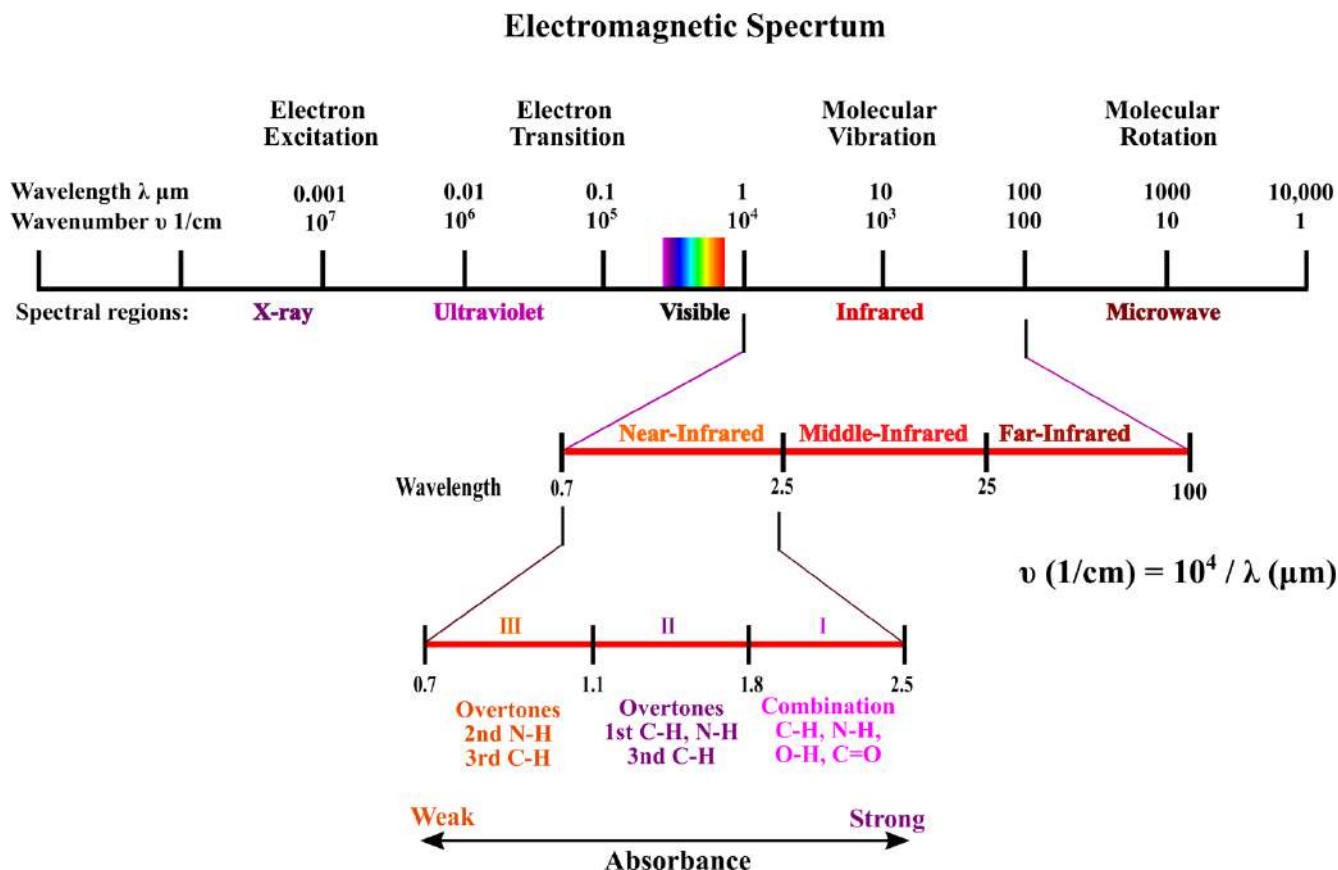 Electromagnetic Specrtum
Electron Electron Molecular Molecular
Excitation Transition Vibration Rotation
Wavelength λ μm 0.001 0.01 0.1 1 10 100 1000 10,000
Wavenumber υ 1/cm 10⁷ 10⁶ 10⁵ 10⁴ 10³ 100 10 1
Spectral regions: X-ray Ultraviolet Visible Infrared Microwave
Near-Infrared Middle-Infrared Far-Infrared
Wavelength 0.7 2.5 25 100
υ (1/cm) = 10⁴ / λ (μm)
III II I
0.7 1.1 1.8 2.5
Overtones Overtones Combination
2nd N-H 1st C-H, N-H C-H, N-H,
3rd C-H 3nd C-H O-H, C=O
Weak Strong
Absorbance